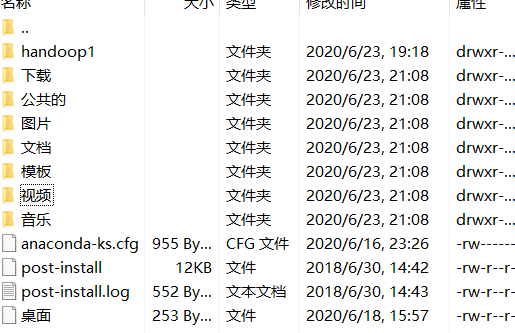 名称 大小 类型 修改时间 属性
..
handoop1 文件夹 2020/6/23, 19:18 drwxr-...
下载 文件夹 2020/6/23, 21:08 drwxr-...
公共的 文件夹 2020/6/23, 21:08 drwxr-...
图片 文件夹 2020/6/23, 21:08 drwxr-...
文档 文件夹 2020/6/23, 21:08 drwxr-...
模板 文件夹 2020/6/23, 21:08 drwxr-...
视频 文件夹 2020/6/23, 21:08 drwxr-...
音乐 文件夹 2020/6/23, 21:08 drwxr-...
anaconda-ks.cfg 955 By... CFG 文件 2020/6/16, 23:26 -rw------
post-install 12KB 文件 2018/6/30, 14:42 -rw-r--r-
post-install.log 552 By... 文本文档 2018/6/30, 14:43 -rw-r--r-
桌面 253 By... 文件 2020/6/18, 15:57 -rw-r--r-